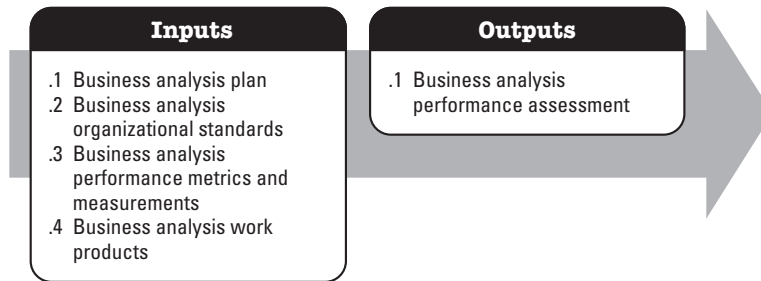 Inputs
.1 Business analysis plan
.2 Business analysis
organizational standards
.3 Business analysis
performance metrics and
measurements
.4 Business analysis work
products
Outputs
.1 Business analysis
performance assessment